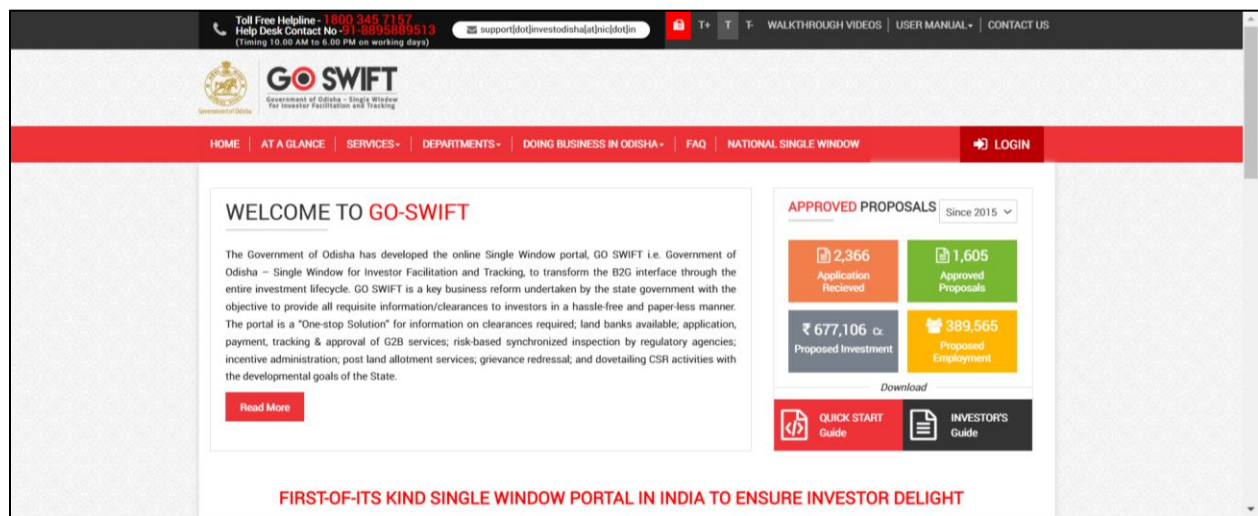 Toll Free Helpline - 1800 345 7157
Help Desk Contact No -91-8895889513
(Timing 10.00 AM to 6.00 PM on working days)
support[dot]investodisha[at]nic[dot]in
T+ T T- WALKTHROUGH VIDEOS | USER MANUAL | CONTACT US
Government of Odisha
GO SWIFT
Government of Odisha – Single Window
for Investor Facilitation and Tracking
HOME | AT A GLANCE | SERVICES | DEPARTMENTS | DOING BUSINESS IN ODISHA | FAQ | NATIONAL SINGLE WINDOW
LOGIN
WELCOME TO GO-SWIFT
The Government of Odisha has developed the online Single Window portal, GO SWIFT i.e. Government of
Odisha – Single Window for Investor Facilitation and Tracking, to transform the B2G interface through the
entire investment lifecycle. GO SWIFT is a key business reform undertaken by the state government with the
objective to provide all requisite information/clearances to investors in a hassle-free and paper-less manner.
The portal is a "One-stop Solution" for information on clearances required; land banks available; application,
payment, tracking & approval of G2B services; risk-based synchronized inspection by regulatory agencies;
incentive administration; post land allotment services; grievance redressal; and dovetailing CSR activities with
the developmental goals of the State.
Read More
APPROVED PROPOSALS
Since 2015
2,366
Application
Recieved
1,605
Approved
Proposals
₹ 677,106 Cr.
Proposed Investment
389,565
Proposed
Employment
Download
QUICK START
Guide
INVESTOR'S
Guide
FIRST-OF-ITS KIND SINGLE WINDOW PORTAL IN INDIA TO ENSURE INVESTOR DELIGHT